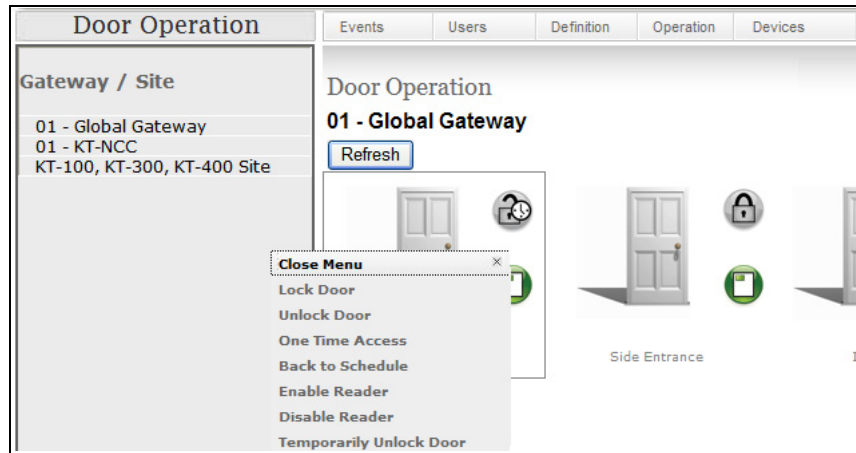 Door Operation
Events Users Definition Operation Devices
Gateway / Site
01 - Global Gateway
01 - KT-NCC
KT-100, KT-300, KT-400 Site
Door Operation
01 - Global Gateway
Refresh
Close Menu ×
Lock Door
Unlock Door
One Time Access
Back to Schedule
Enable Reader
Disable Reader
Temporarily Unlock Door
Side Entrance